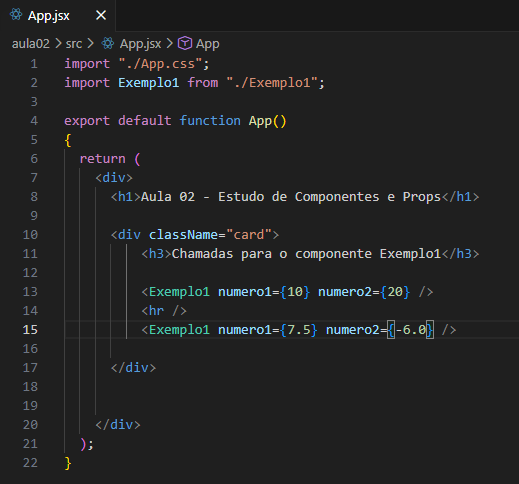 App.jsx ×
aula02 > src > App.jsx > App
1 import "./App.css";
2 import Exemplo1 from "./Exemplo1";
3
4 export default function App()
5 {
6 return (
7 <div>
8 <h1>Aula 02 - Estudo de Componentes e Props</h1>
9
10 <div className="card">
11 <h3>Chamadas para o componente Exemplo1</h3>
12
13 <Exemplo1 numero1={10} numero2={20} />
14 <hr />
15 <Exemplo1 numero1={7.5} numero2={-6.0} />
16
17 </div>
18
19
20 </div>
21 );
22 }